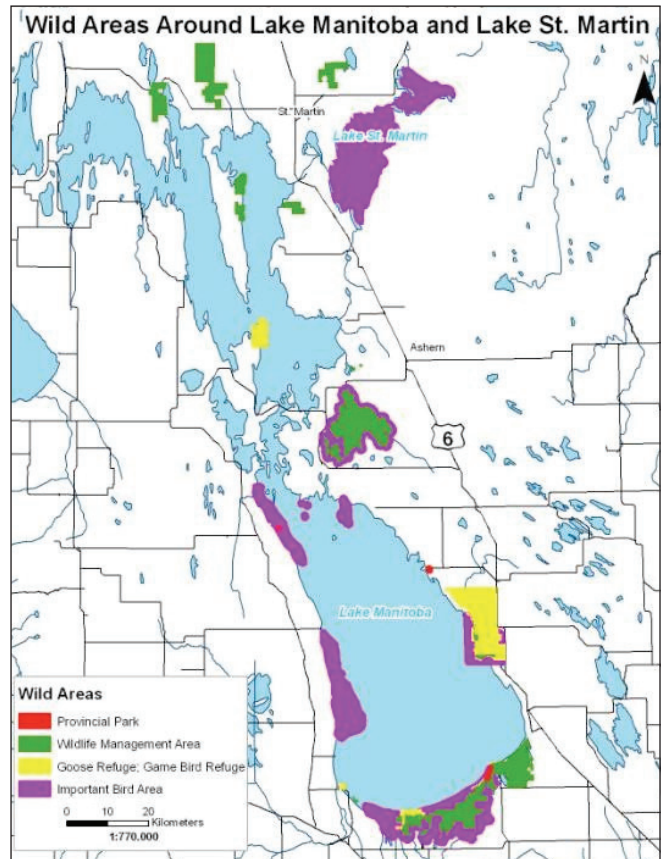 Wild Areas Around Lake Manitoba and Lake St. Martin
N
St. Martin
Lake St. Martin
Ashern
6
Lake Manitoba
Wild Areas
Provincial Park
Wildlife Management Area
Goose Refuge; Game Bird Refuge
Important Bird Area
0 10 20
Kilometers
1:770,000